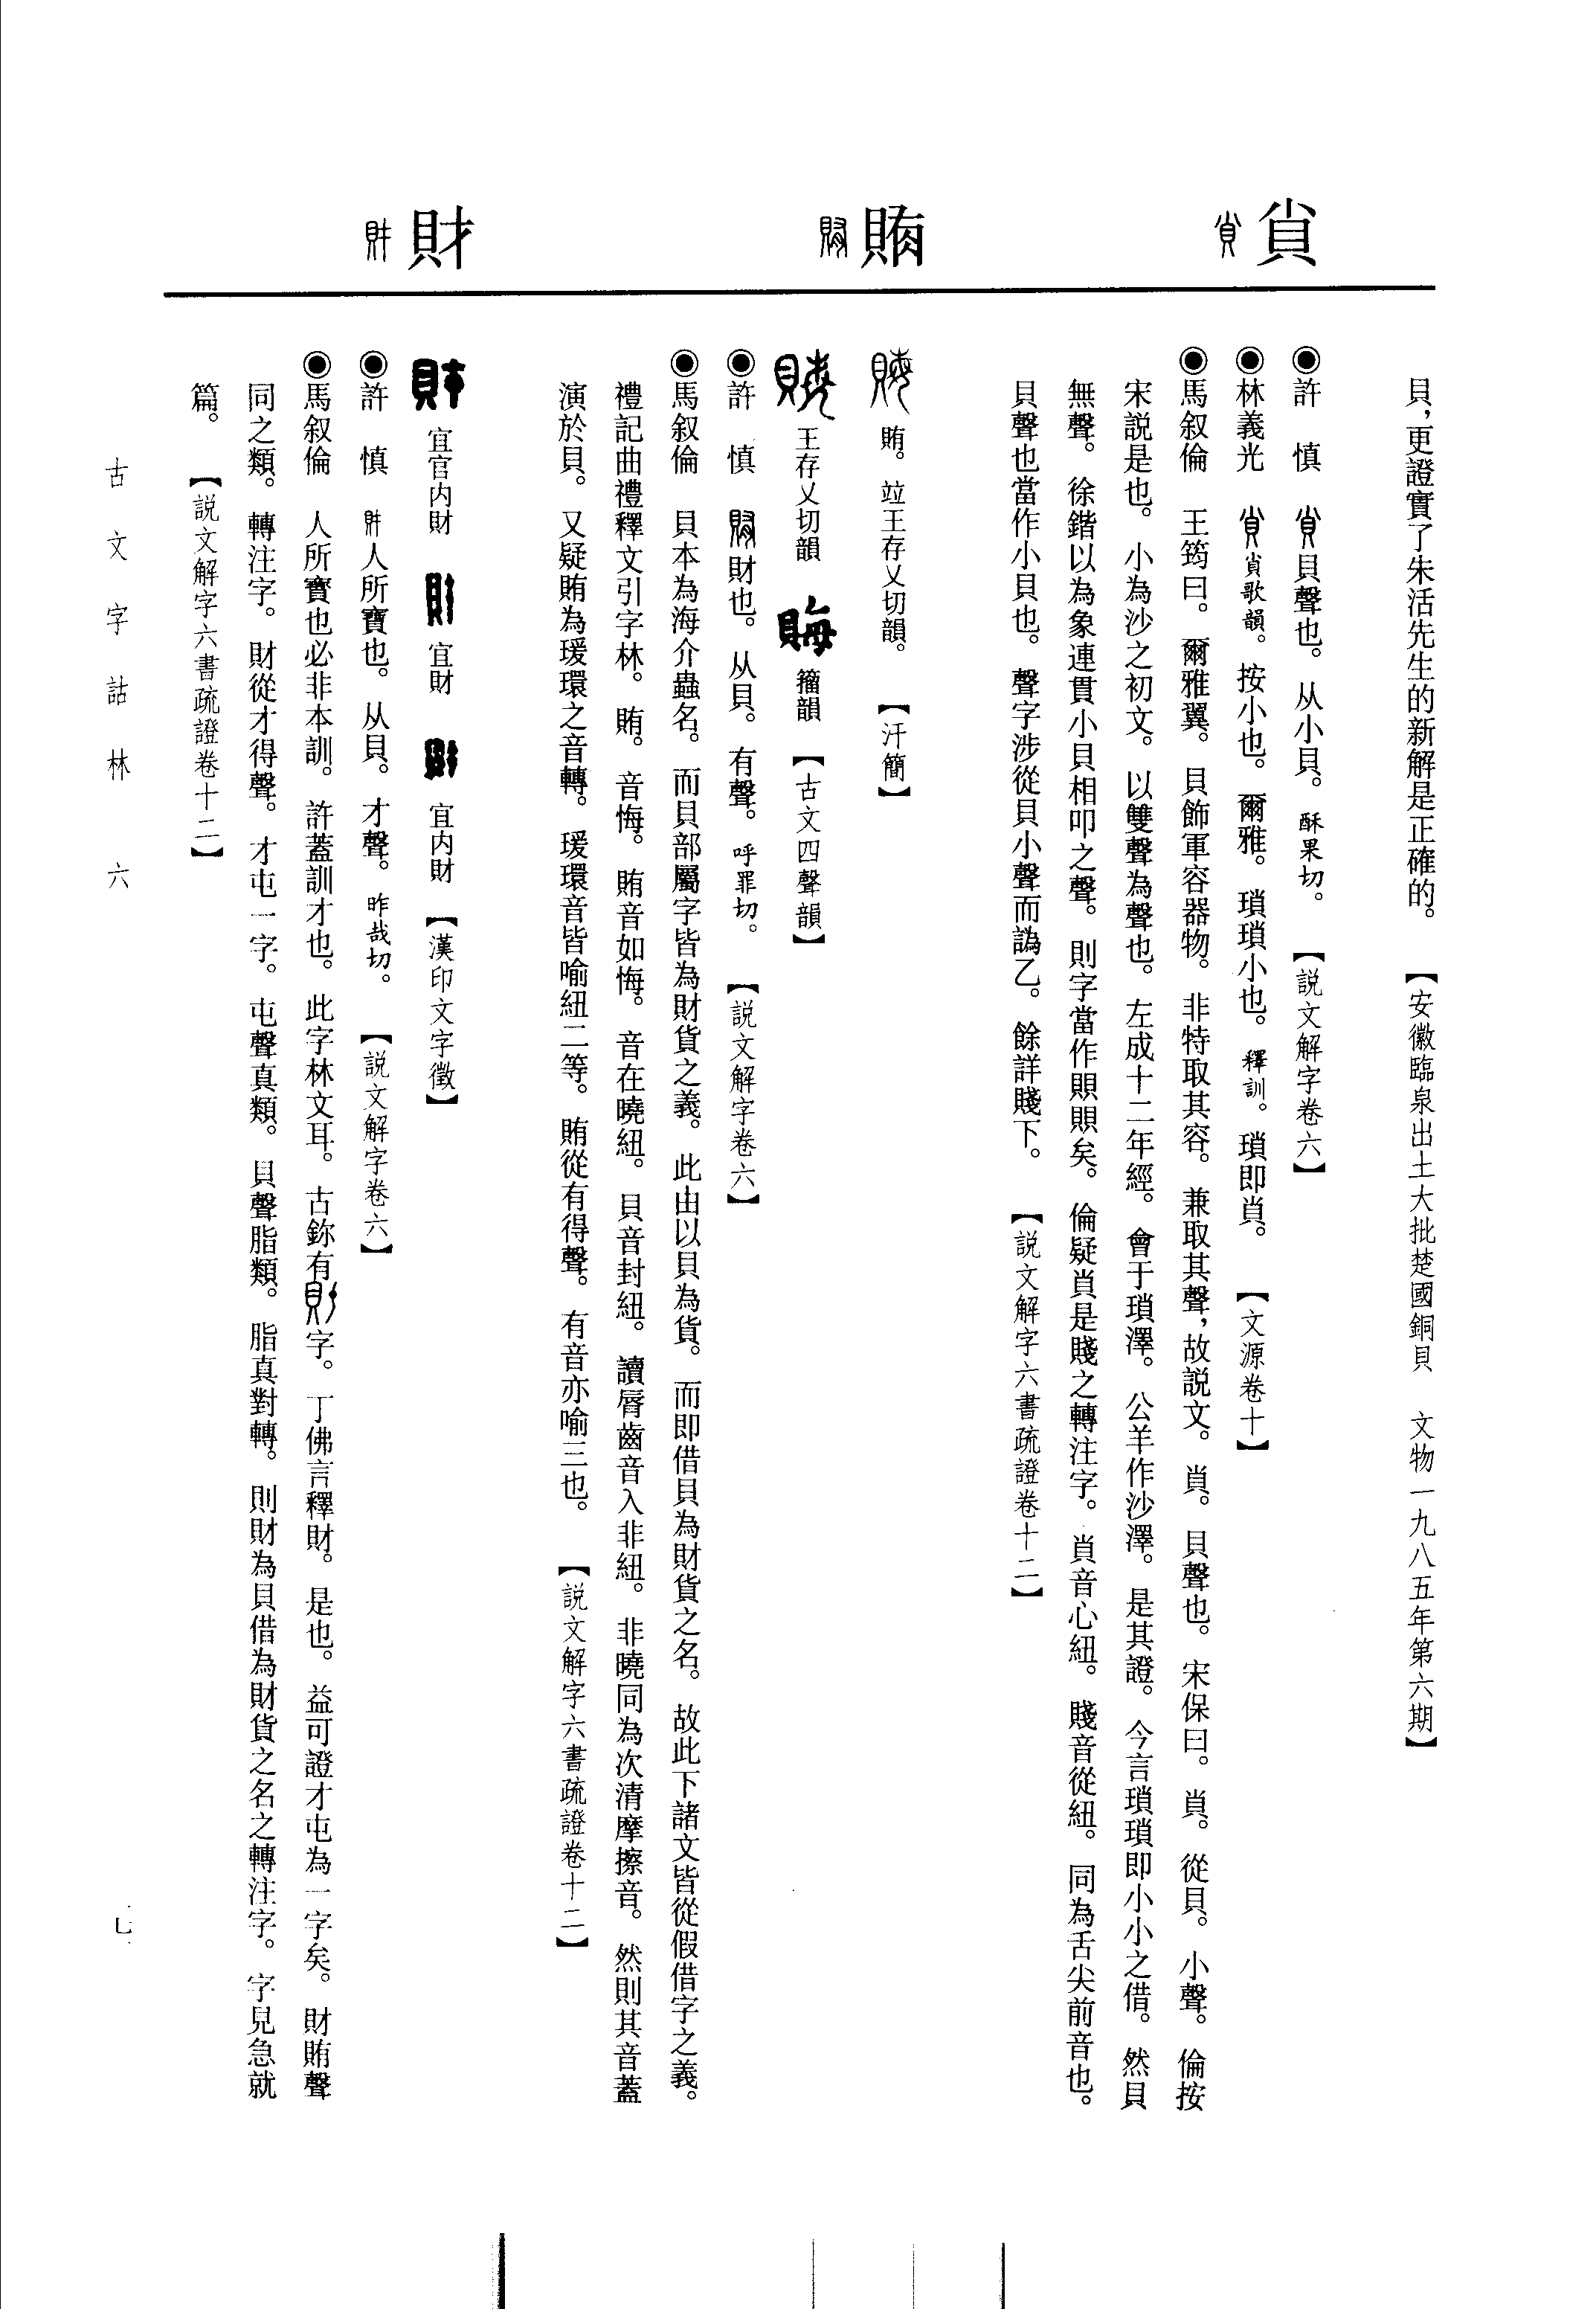 𧴪
賄
財
貝，更證實了朱活先生的新解是正確的。　【安徽臨泉出土大批楚國銅貝　文物一九八五年第六期】
◉許　慎　貝聲也。从小貝。酥果切。　【説文解字卷六】
◉林義光　𧴪歌韻。按小也。爾雅。瑣瑣小也。釋訓。瑣即𧴪。　【文源卷十】
◉馬叙倫　王筠曰。爾雅翼。貝飾軍容器物。非特取其容。兼取其聲，故説文。𧴪。貝聲也。宋保曰。𧴪。從貝。小聲。倫按
宋説是也。小為沙之初文。以雙聲為聲也。左成十二年經。會于瑣澤。公羊作沙澤。是其證。今言瑣瑣即小小之借。然貝
無聲。徐鍇以為象連貫小貝相叩之聲。則字當作賏賏矣。倫疑𧴪是賤之轉注字。𧴪音心紐。賤音從紐。同為舌尖前音也。
貝聲也當作小貝也。聲字涉從貝小聲而譌乙。餘詳賤下。　【説文解字六書疏證卷十二】
賄。竝王存乂切韻。　【汗簡】
王存乂切韻　籀韻　【古文四聲韻】
◉許　慎　財也。从貝。有聲。呼罪切。　【説文解字卷六】
◉馬叙倫　貝本為海介蟲名。而貝部屬字皆為財貨之義。此由以貝為貨。而即借貝為財貨之名。故此下諸文皆從假借字之義。
禮記曲禮釋文引字林。賄。音悔。賄音如悔。音在曉紐。貝音封紐。讀脣齒音入非紐。非曉同為次清摩擦音。然則其音蓋
演於貝。又疑賄為瑗環之音轉。瑗環音皆喻紐二等。賄從有得聲。有音亦喻三也。　【説文解字六書疏證卷十二】
宜官内財　宜財　宜内財　【漢印文字徵】
◉許　慎　人所寶也。从貝。才聲。昨哉切。　【説文解字卷六】
◉馬叙倫　人所寶也必非本訓。許蓋訓才也。此字林文耳。古鉨有字。丁佛言釋財。是也。益可證才屯為一字矣。財賄聲
同之類。轉注字。財從才得聲。才屯一字。屯聲真類。貝聲脂類。脂真對轉。則財為貝借為財貨之名之轉注字。字見急就
篇。　【説文解字六書疏證卷十二】
古文字詁林　六
七